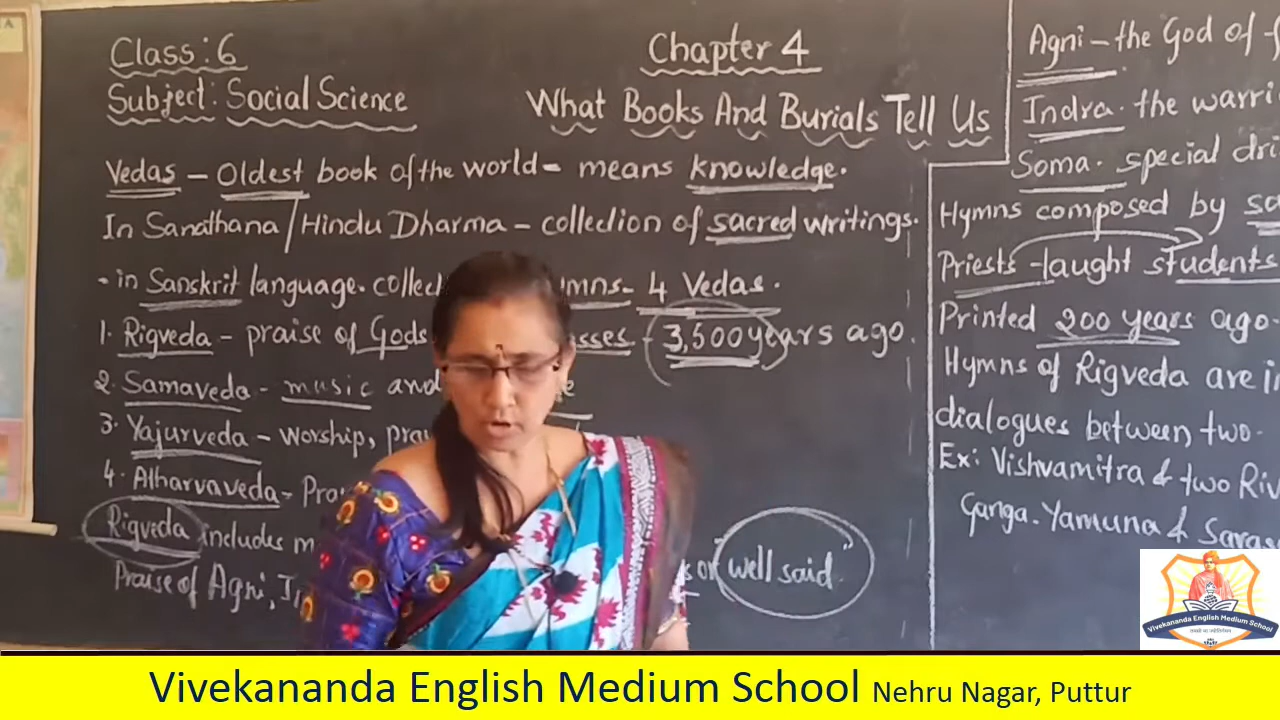 Class: 6
Subject: Social Science
Chapter 4
What Books And Burials Tell Us
Vedas - Oldest book of the world - means knowledge.
In Sanathana / Hindu Dharma - collection of sacred writings.
- in Sanskrit language. 4 Vedas.
1. Rigveda - praise of Gods - 3,500 years ago.
2. Samaveda - music and
3. Yajurveda - worship,
4. Atharvaveda -
Rigveda includes
Praise of Agni, or "well said"
Agni - the God of
Indra. the
Soma. special
Hymns composed by
Priests - taught students
Printed 200 years ago.
Hymns of Rigveda are
dialogues between two.
Ex: Vishvamitra & two
Ganga. Yamuna &
Vivekananda English Medium School
Vivekananda English Medium School Nehru Nagar, Puttur